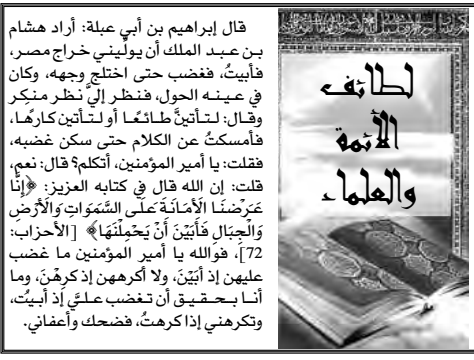 لطائف
الأئمة
والعلماء
قال إبراهيم بن أبي عبلة: أراد هشام
بن عبد الملك أن يولّيني خراج مصر،
فأبيتُ، فغضب حتى اختلج وجهه، وكان
في عينه الحول، فنظر إليَّ نظر منكِر
وقال: لتأتينَّ طائعًا أو لتأتين كارهًا،
فأمسكتُ عن الكلام حتى سكن غضبه،
فقلت: يا أمير المؤمنين، أتكلم؟ قال: نعم،
قلت: إن الله قال في كتابه العزيز: ﴿إِنَّا
عَرَضْنَا الْأَمَانَةَ عَلَى السَّمَوَاتِ وَالْأَرْضِ
وَالْجِبَالِ فَأَبَيْنَ أَنْ يَحْمِلْنَهَا﴾ [الأحزاب:
72]، فوالله يا أمير المؤمنين ما غضب
عليهن إذ أبَيْنَ، ولا أكرههن إذ كرِهْنَ، وما
أنا بحقيق أن تغضب عليَّ إذ أبيتُ،
وتكرهني إذا كرهتُ، فضحك وأعفاني.